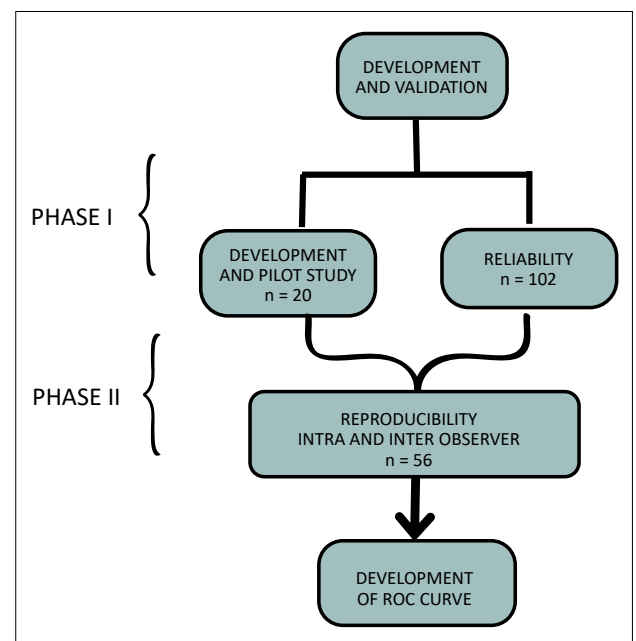 DEVELOPMENT
AND VALIDATION
PHASE I
DEVELOPMENT
AND PILOT STUDY
n = 20
RELIABILITY
n = 102
PHASE II
REPRODUCIBILITY
INTRA AND INTER OBSERVER
n = 56
DEVELOPMENT
OF ROC CURVE